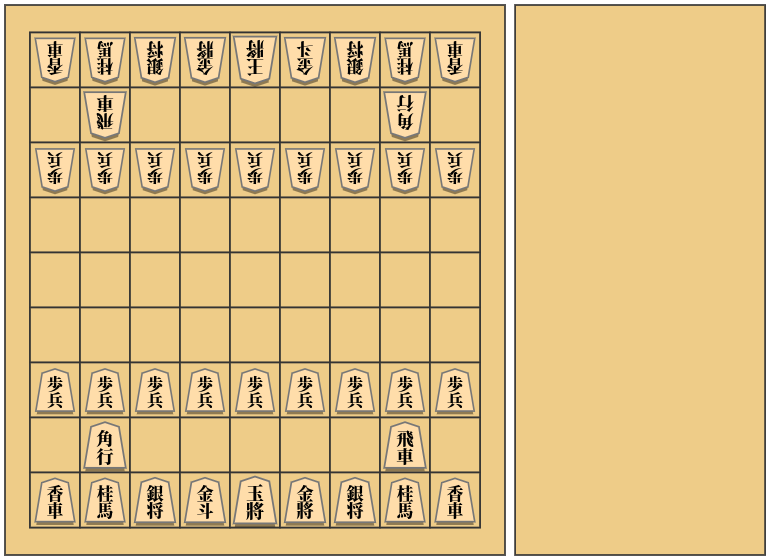 香車 桂馬 銀将 金將 王將 金斗 銀将 桂馬 香車
飛車 角行
歩兵 歩兵 歩兵 歩兵 歩兵 歩兵 歩兵 歩兵 歩兵
歩兵 歩兵 歩兵 歩兵 歩兵 歩兵 歩兵 歩兵 歩兵
角行 飛車
香車 桂馬 銀将 金斗 玉將 金將 銀将 桂馬 香車